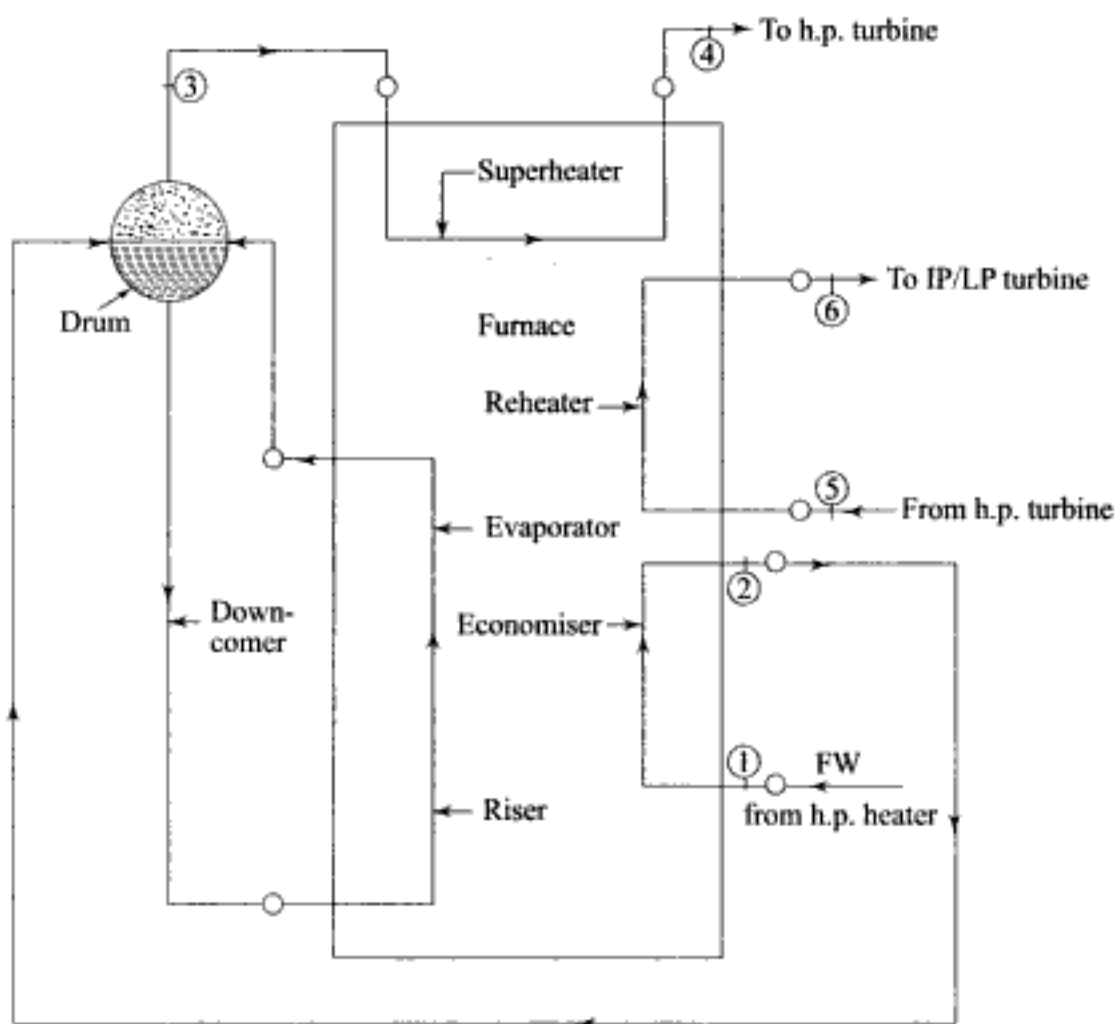 To h.p. turbine
4
3
Superheater
To IP/LP turbine
6
Drum
Furnace
Reheater
5
From h.p. turbine
Evaporator
2
Down-
comer
Economiser
1
FW
Riser
from h.p. heater